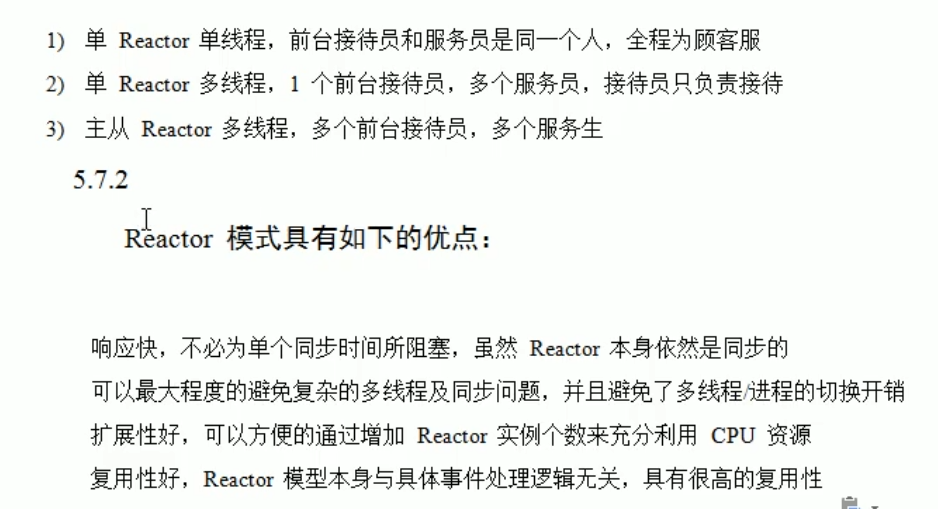 1) 单 Reactor 单线程，前台接待员和服务员是同一个人，全程为顾客服
2) 单 Reactor 多线程，1 个前台接待员，多个服务员，接待员只负责接待
3) 主从 Reactor 多线程，多个前台接待员，多个服务生
5.7.2
Reactor 模式具有如下的优点：
响应快，不必为单个同步时间所阻塞，虽然 Reactor 本身依然是同步的
可以最大程度的避免复杂的多线程及同步问题，并且避免了多线程/进程的切换开销
扩展性好，可以方便的通过增加 Reactor 实例个数来充分利用 CPU 资源
复用性好，Reactor 模型本身与具体事件处理逻辑无关，具有很高的复用性